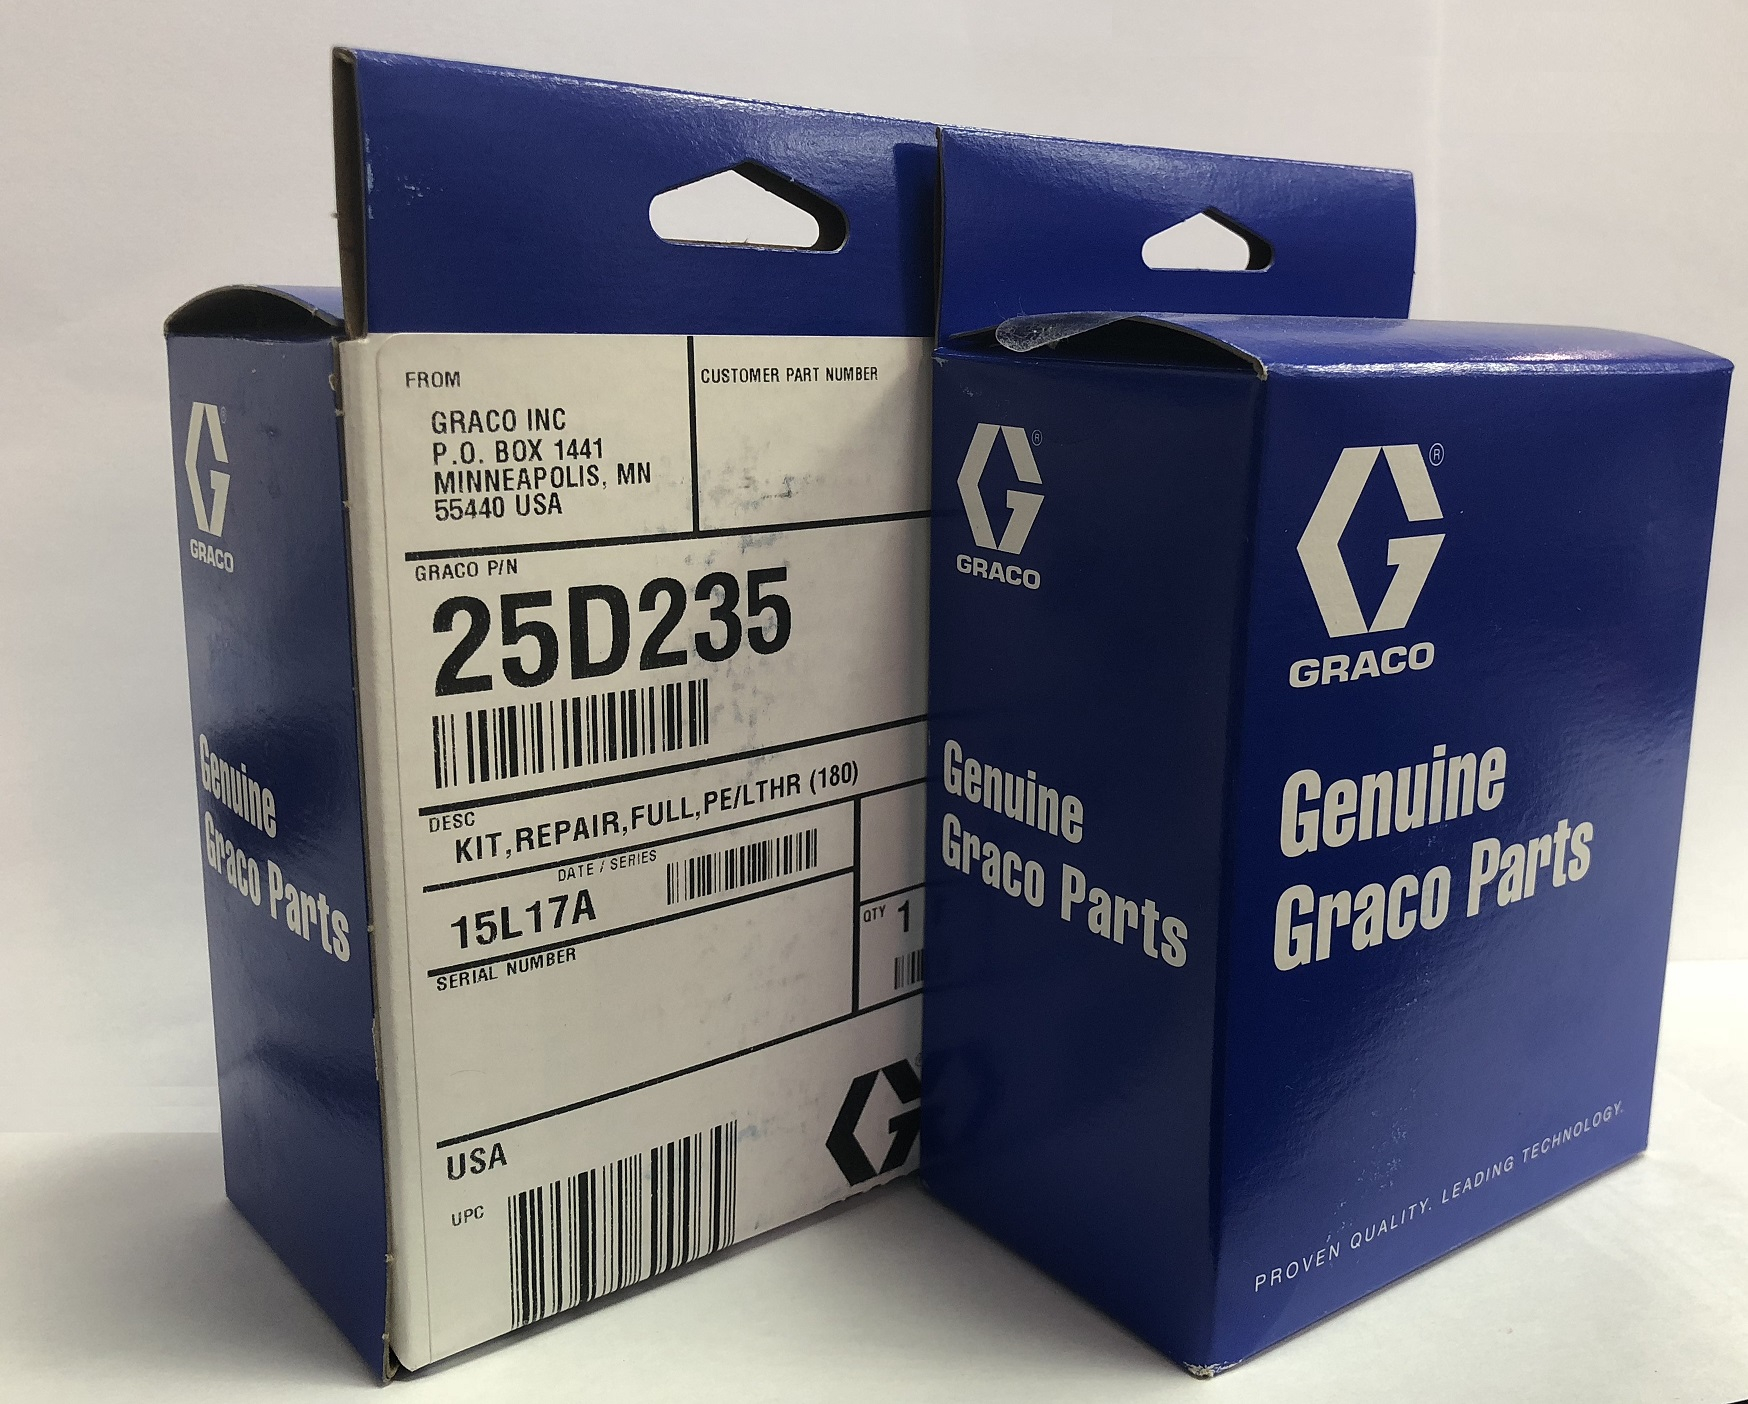 ®
GRACO
Genuine
Graco Parts
FROM
GRACO INC
P.O. BOX 1441
MINNEAPOLIS, MN
55440 USA
CUSTOMER PART NUMBER
GRACO P/N
25D235
DESC
KIT,REPAIR,FULL,PE/LTHR (180)
DATE / SERIES
15L17A
QTY 1
SERIAL NUMBER
USA
UPC
®
GRACO
Genuine
Graco Parts
®
GRACO
Genuine
Graco Parts
PROVEN QUALITY. LEADING TECHNOLOGY.